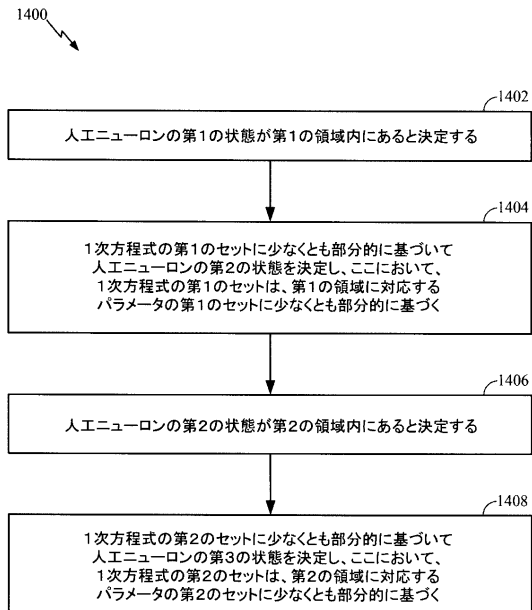 1400
1402
人工ニューロンの第1の状態が第1の領域内にあると決定する
1404
1次方程式の第1のセットに少なくとも部分的に基づいて
人工ニューロンの第2の状態を決定し、ここにおいて、
1次方程式の第1のセットは、第1の領域に対応する
パラメータの第1のセットに少なくとも部分的に基づく
1406
人工ニューロンの第2の状態が第2の領域内にあると決定する
1408
1次方程式の第2のセットに少なくとも部分的に基づいて
人工ニューロンの第3の状態を決定し、ここにおいて、
1次方程式の第2のセットは、第2の領域に対応する
パラメータの第2のセットに少なくとも部分的に基づく